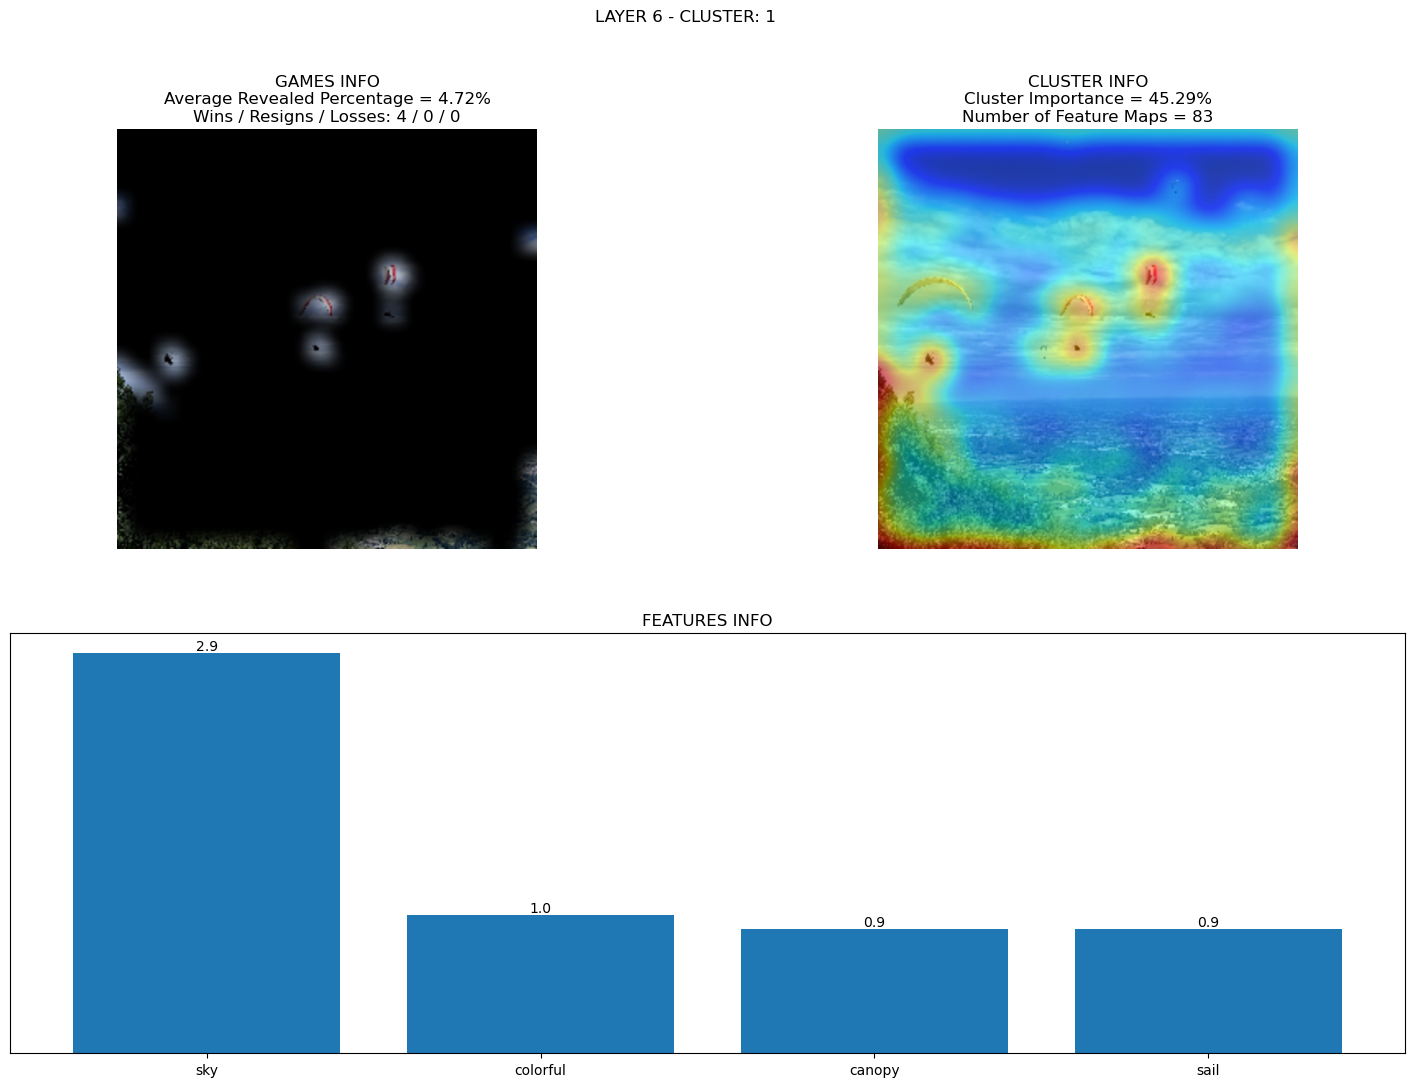 LAYER 6 - CLUSTER: 1
GAMES INFO
Average Revealed Percentage = 4.72%
Wins / Resigns / Losses: 4 / 0 / 0
CLUSTER INFO
Cluster Importance = 45.29%
Number of Feature Maps = 83
FEATURES INFO
2.9
1.0
0.9
0.9
sky
colorful
canopy
sail